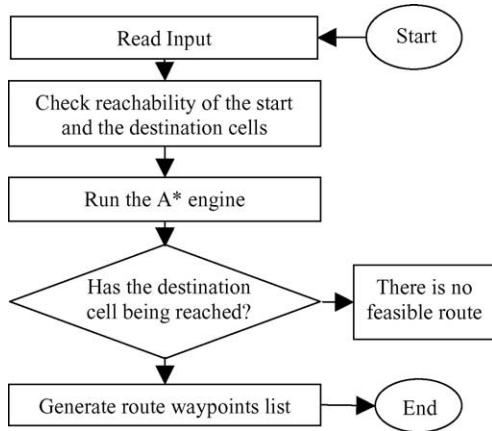 Start
Read Input
Check reachability of the start
and the destination cells
Run the A* engine
Has the destination
cell being reached?
There is no
feasible route
Generate route waypoints list
End